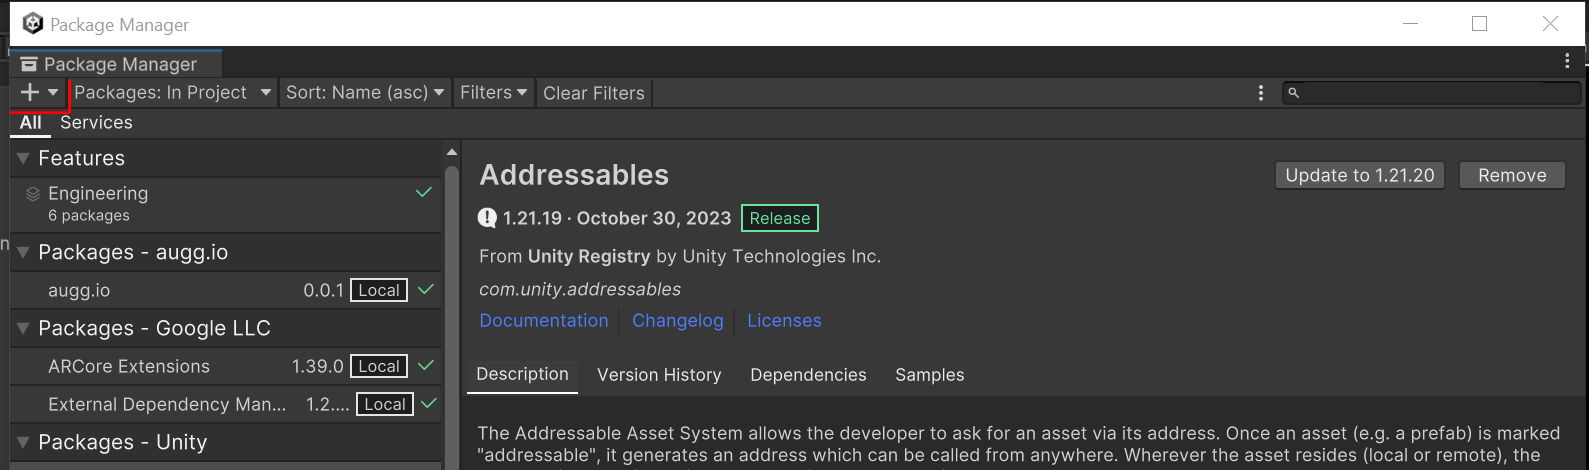 Package Manager
Package Manager
Packages: In Project
Sort: Name (asc)
Filters
Clear Filters
All
Services
Features
Engineering
6 packages
Packages - augg.io
augg.io 0.0.1 Local
Packages - Google LLC
ARCore Extensions 1.39.0 Local
External Dependency Man... 1.2.... Local
Packages - Unity
Addressables
Update to 1.21.20
Remove
1.21.19 · October 30, 2023 Release
From Unity Registry by Unity Technologies Inc.
com.unity.addressables
Documentation
Changelog
Licenses
Description
Version History
Dependencies
Samples
The Addressable Asset System allows the developer to ask for an asset via its address. Once an asset (e.g. a prefab) is marked
"addressable", it generates an address which can be called from anywhere. Wherever the asset resides (local or remote), the